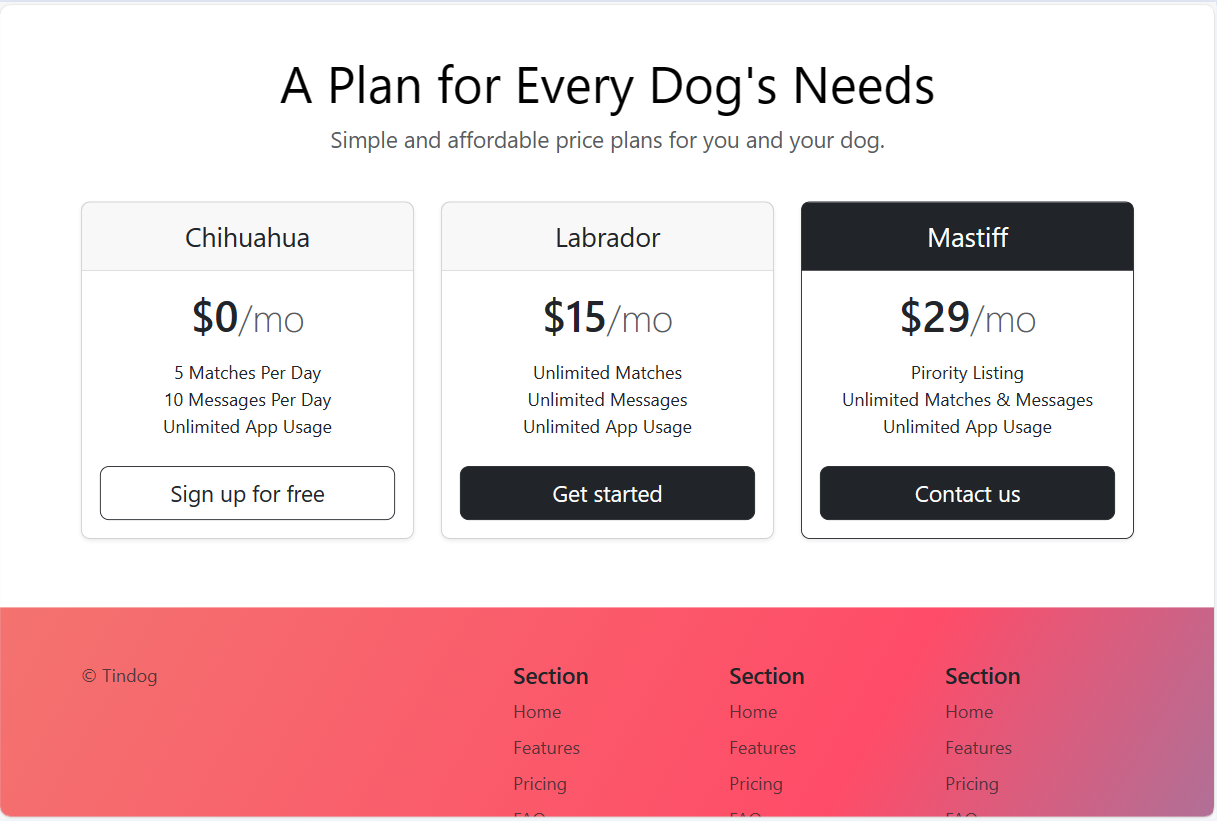 A Plan for Every Dog's Needs
Simple and affordable price plans for you and your dog.
Chihuahua
$0/mo
5 Matches Per Day
10 Messages Per Day
Unlimited App Usage
Sign up for free
Labrador
$15/mo
Unlimited Matches
Unlimited Messages
Unlimited App Usage
Get started
Mastiff
$29/mo
Pirority Listing
Unlimited Matches & Messages
Unlimited App Usage
Contact us
© Tindog
Section
Home
Features
Pricing
FAQ
Section
Home
Features
Pricing
FAQ
Section
Home
Features
Pricing
FAQ